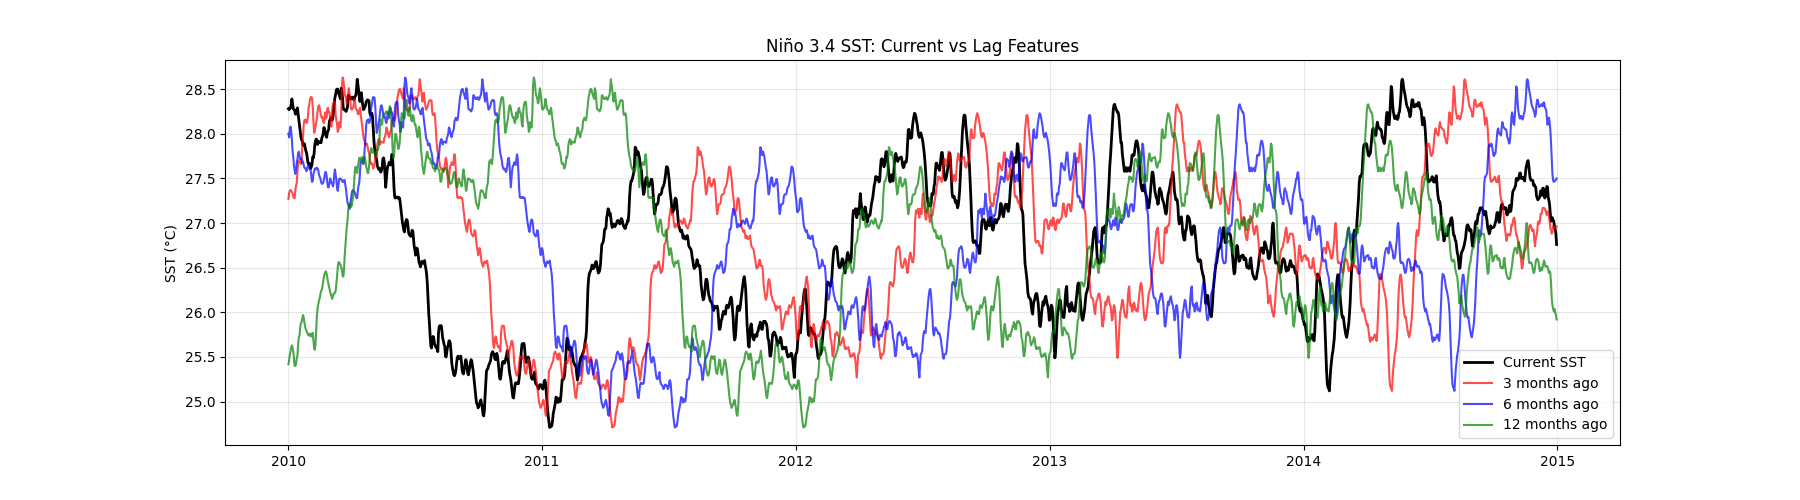 Niño 3.4 SST: Current vs Lag Features
SST (°C)
28.5
28.0
27.5
27.0
26.5
26.0
25.5
25.0
2010
2011
2012
2013
2014
2015
Current SST
3 months ago
6 months ago
12 months ago